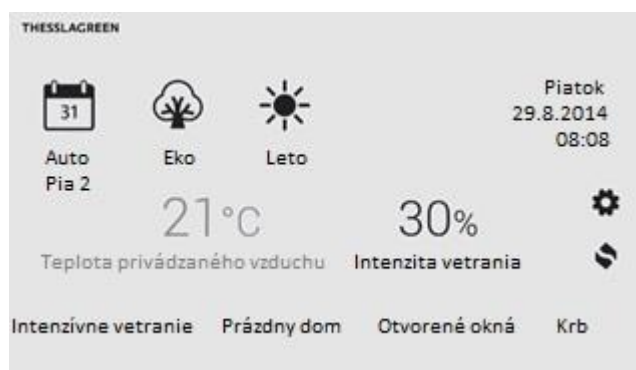 THESSLAGREEN
31
Auto
Pia 2
Eko
Leto
Piatok
29.8.2014
08:08
21°C
Teplota privádzaného vzduchu
30%
Intenzita vetrania
Intenzívne vetranie Prázdny dom Otvorené okná Krb